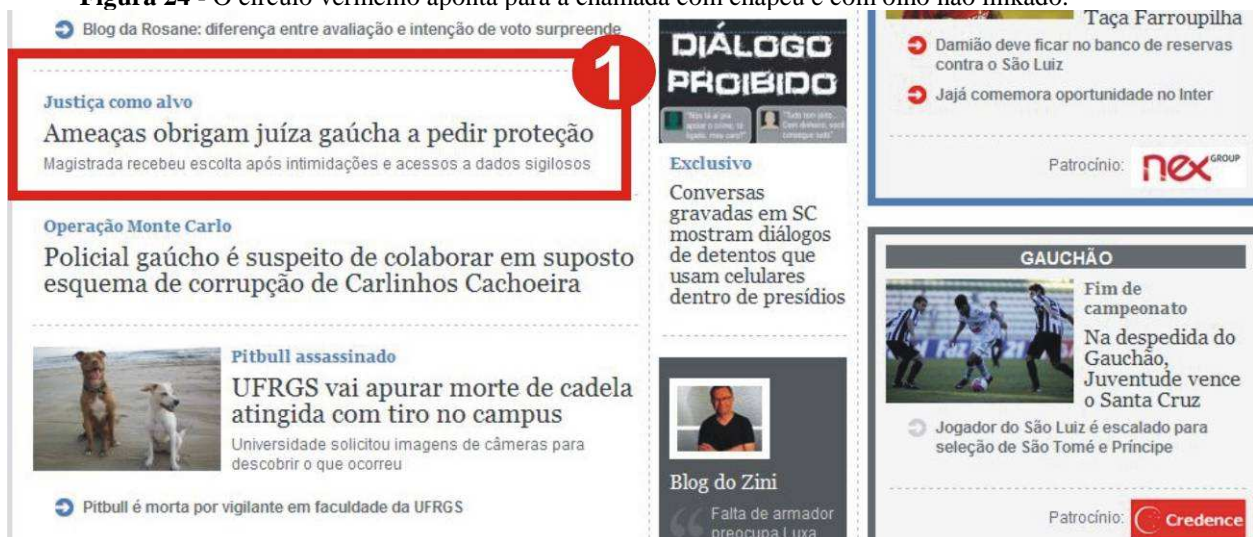 Figura 24 - O círculo vermelho aponta para a chamada com chapéu e com olho não linkado.
Blog da Rosane: diferença entre avaliação e intenção de voto surpreende
1
Justiça como alvo
Ameaças obrigam juíza gaúcha a pedir proteção
Magistrada recebeu escolta após intimidações e acessos a dados sigilosos
Operação Monte Carlo
Policial gaúcho é suspeito de colaborar em suposto
esquema de corrupção de Carlinhos Cachoeira
Pitbull assassinado
UFRGS vai apurar morte de cadela
atingida com tiro no campus
Universidade solicitou imagens de câmeras para
descobrir o que ocorreu
Pitbull é morta por vigilante em faculdade da UFRGS
DIÁLOGO
PROIBIDO
Exclusivo
Conversas
gravadas em SC
mostram diálogos
de detentos que
usam celulares
dentro de presídios
Blog do Zini
Falta de armador
preocupa Luxa
Taça Farroupilha
Damião deve ficar no banco de reservas
contra o São Luiz
Jajá comemora oportunidade no Inter
Patrocínio: nex GROUP
GAUCHÃO
Fim de
campeonato
Na despedida do
Gauchão,
Juventude vence
o Santa Cruz
Jogador do São Luiz é escalado para
seleção de São Tomé e Príncipe
Patrocínio: Credence